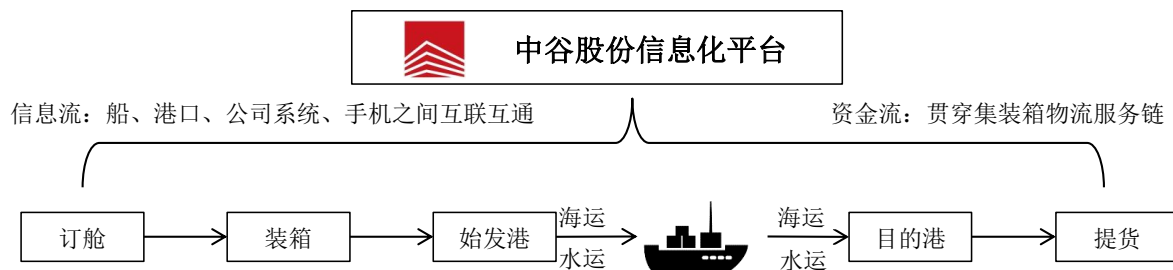 中谷股份信息化平台
信息流：船、港口、公司系统、手机之间互联互通
资金流：贯穿集装箱物流服务链
订舱
装箱
始发港
海运
水运
海运
水运
目的港
提货